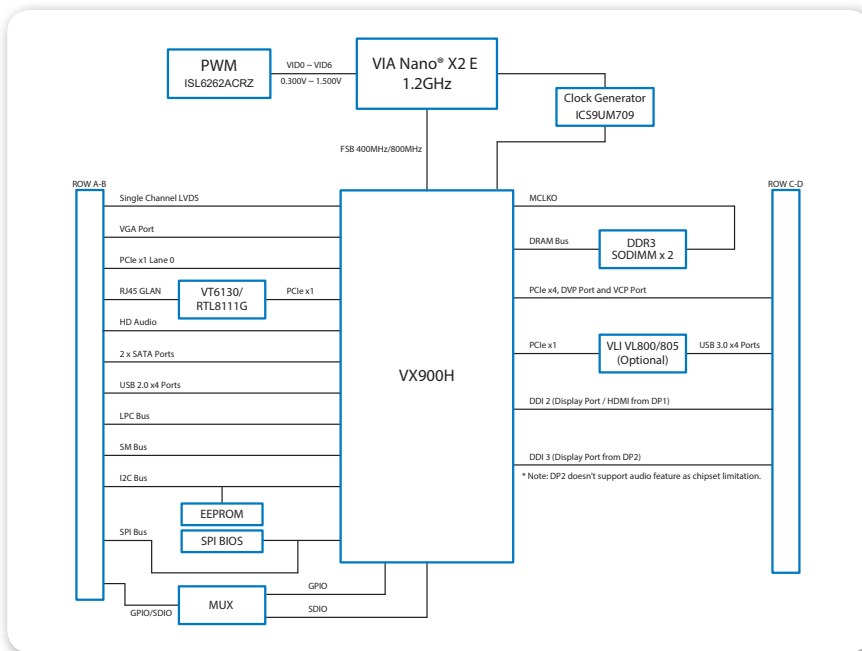 PWM
ISL6262ACRZ
VID0 ~ VID6
0.300V ~ 1.500V
VIA Nano® X2 E
1.2GHz
Clock Generator
ICS9UM709
FSB 400MHz/800MHz
ROW A-B
ROW C-D
Single Channel LVDS
VGA Port
PCIe x1 Lane 0
RJ45 GLAN
VT6130/
RTL8111G
PCIe x1
HD Audio
2 x SATA Ports
USB 2.0 x4 Ports
LPC Bus
SM Bus
I2C Bus
EEPROM
SPI Bus
SPI BIOS
GPIO/SDIO
MUX
GPIO
SDIO
VX900H
MCLKO
DRAM Bus
DDR3
SODIMM x 2
PCIe x4, DVP Port and VCP Port
PCIe x1
VLI VL800/805
(Optional)
USB 3.0 x4 Ports
DDI 2 (Display Port / HDMI from DP1)
DDI 3 (Display Port from DP2)
* Note: DP2 doesn't support audio feature as chipset limitation.